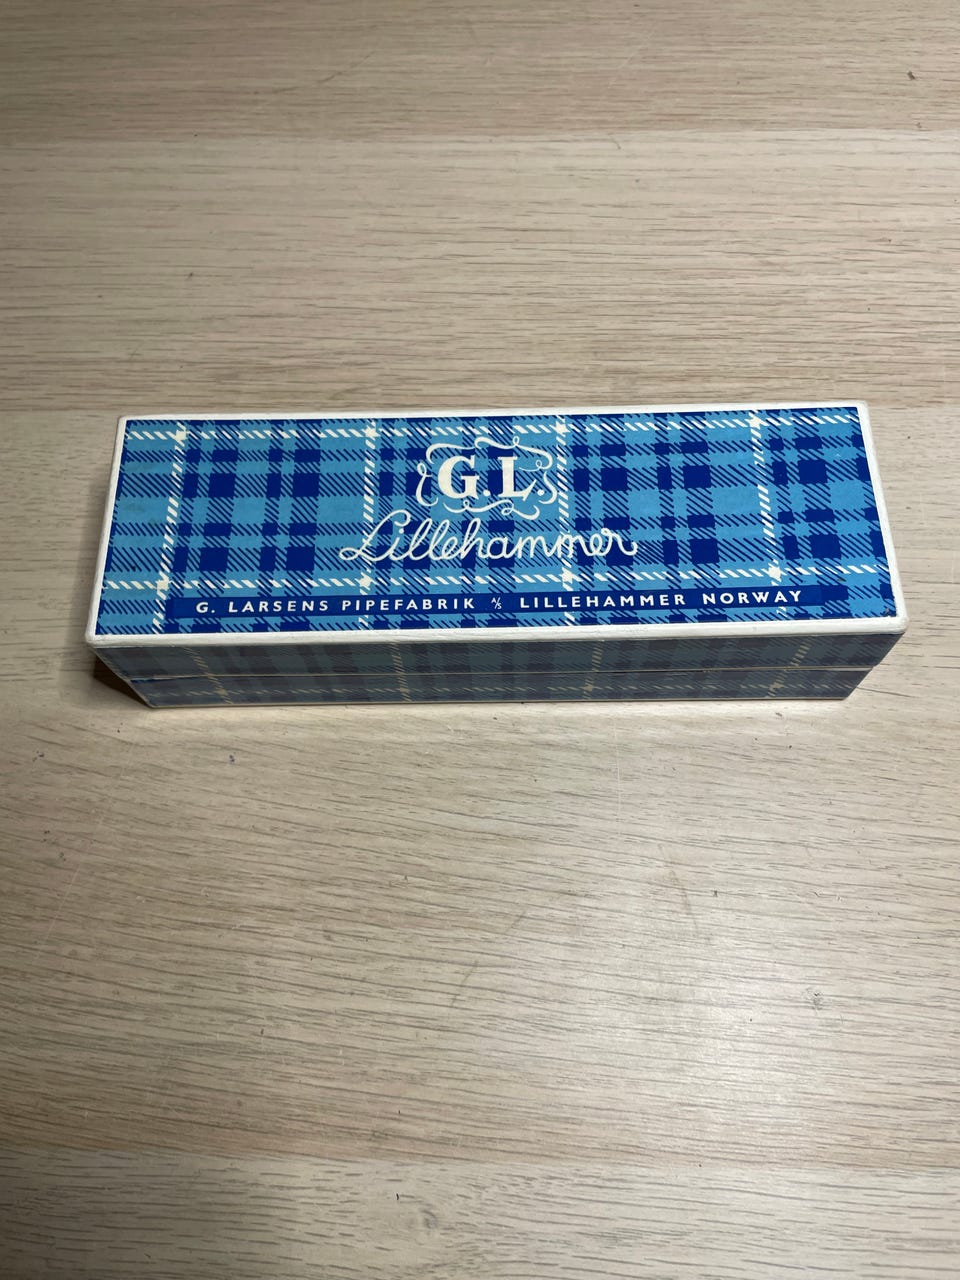 G.L.
Lillehammer
G. LARSENS PIPEFABRIK A/S LILLEHAMMER NORWAY